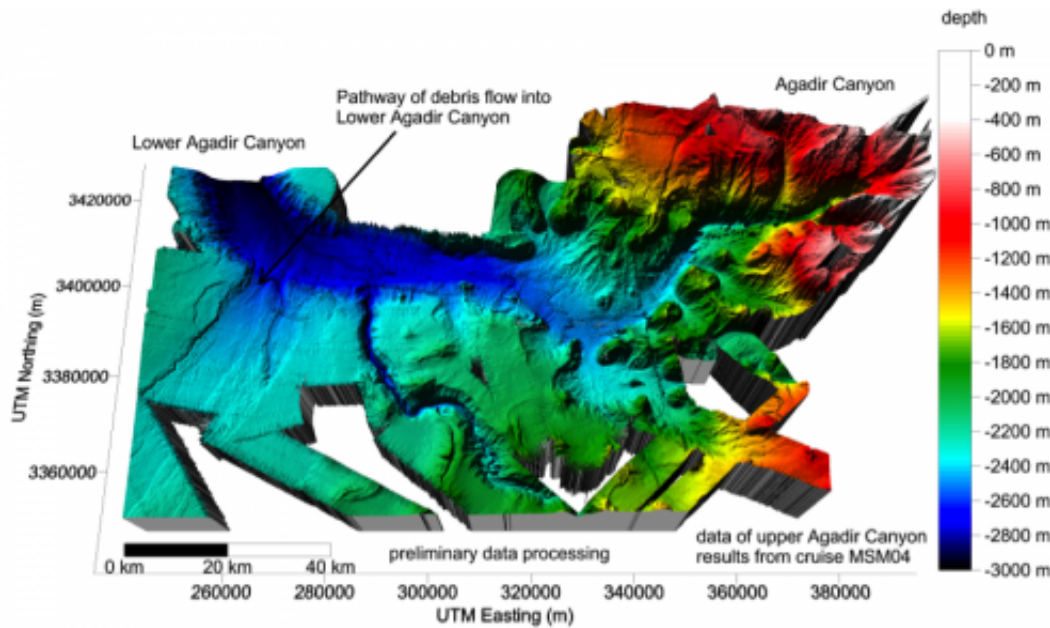 depth
0 m
-200 m
-400 m
-600 m
-800 m
-1000 m
-1200 m
-1400 m
-1600 m
-1800 m
-2000 m
-2200 m
-2400 m
-2600 m
-2800 m
-3000 m
Agadir Canyon
Pathway of debris flow into
Lower Agadir Canyon
Lower Agadir Canyon
UTM Northing (m)
3420000
3400000
3380000
3360000
0 km
20 km
40 km
preliminary data processing
data of upper Agadir Canyon
results from cruise MSM04
260000
280000
300000
320000
340000
360000
380000
UTM Easting (m)